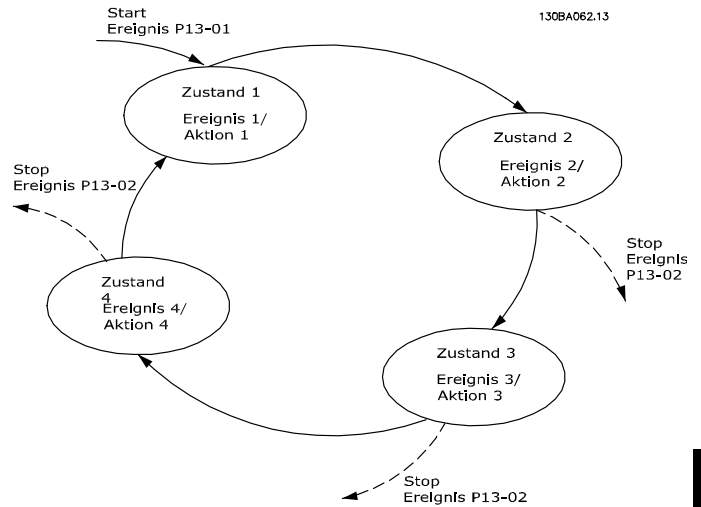 Start
Ereignis P13-01
130BA062.13
Zustand 1
Ereignis 1/
Aktion 1
Zustand 2
Ereignis 2/
Aktion 2
Stop
Ereignis P13-02
Stop
Ereignis
P13-02
Zustand
4
Ereignis 4/
Aktion 4
Zustand 3
Ereignis 3/
Aktion 3
Stop
Ereignis P13-02